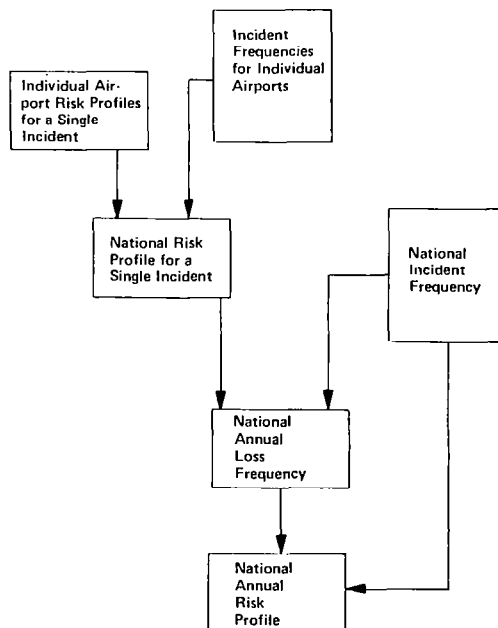 Incident
Frequencies
for Individual
Airports
Individual Air-
port Risk Profiles
for a Single
Incident
National Risk
Profile for a
Single Incident
National
Incident
Frequency
National
Annual
Loss
Frequency
National
Annual
Risk
Profile